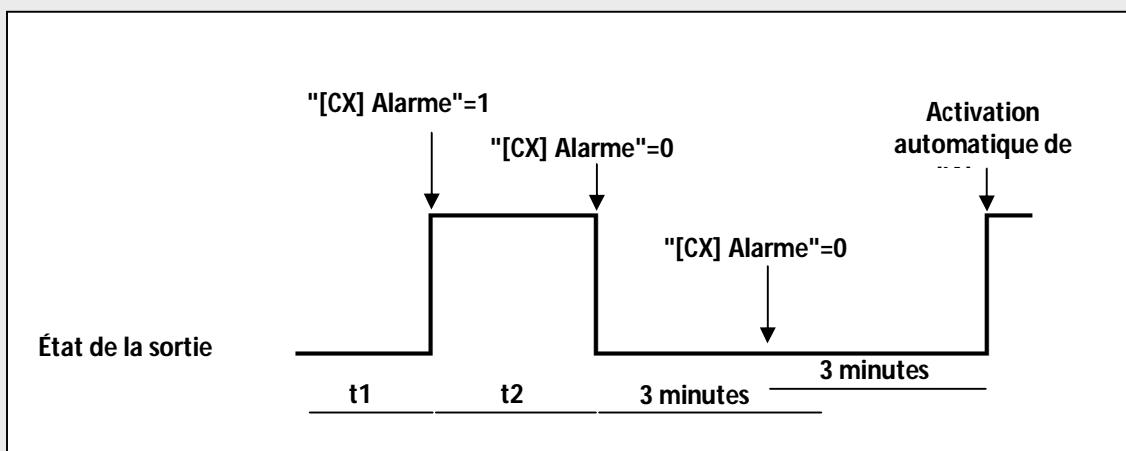 "[CX] Alarme"=1
"[CX] Alarme"=0
Activation
automatique de
"[CX] Alarme"=0
État de la sortie
3 minutes
t1
t2
3 minutes